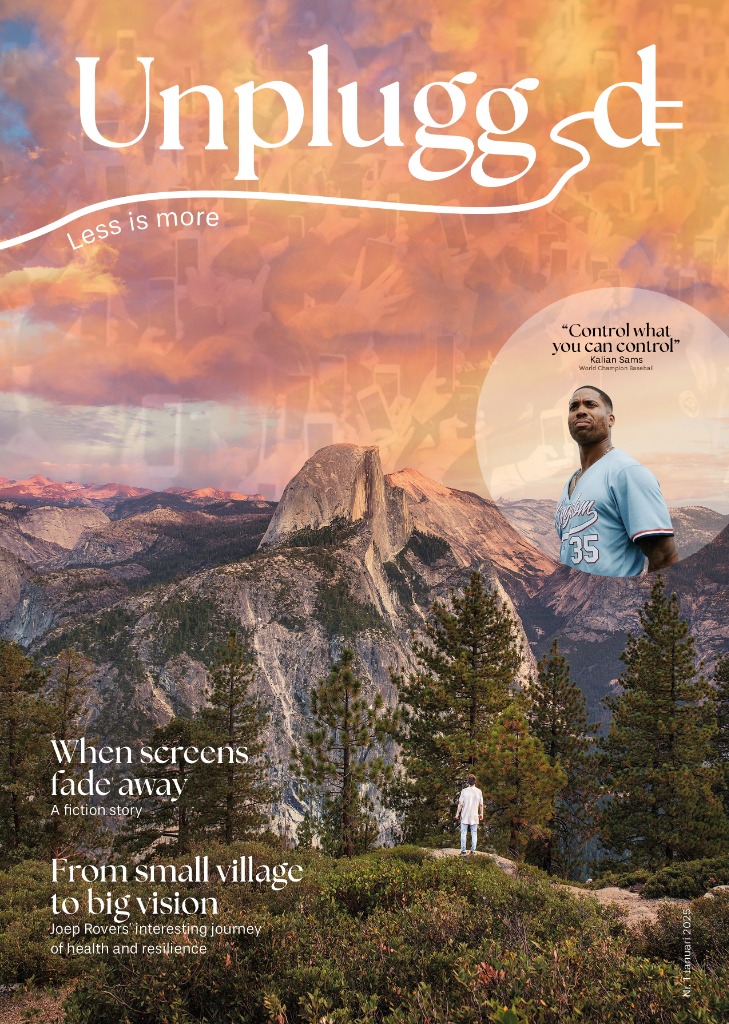 Unplugged
Less is more
“Control what
you can control”
Kalian Sams
World Champion Baseball
Kingdom
35
When screens
fade away
A fiction story
From small village
to big vision
Joep Rovers' interesting journey
of health and resilience
Nr. 1 Januari 2025